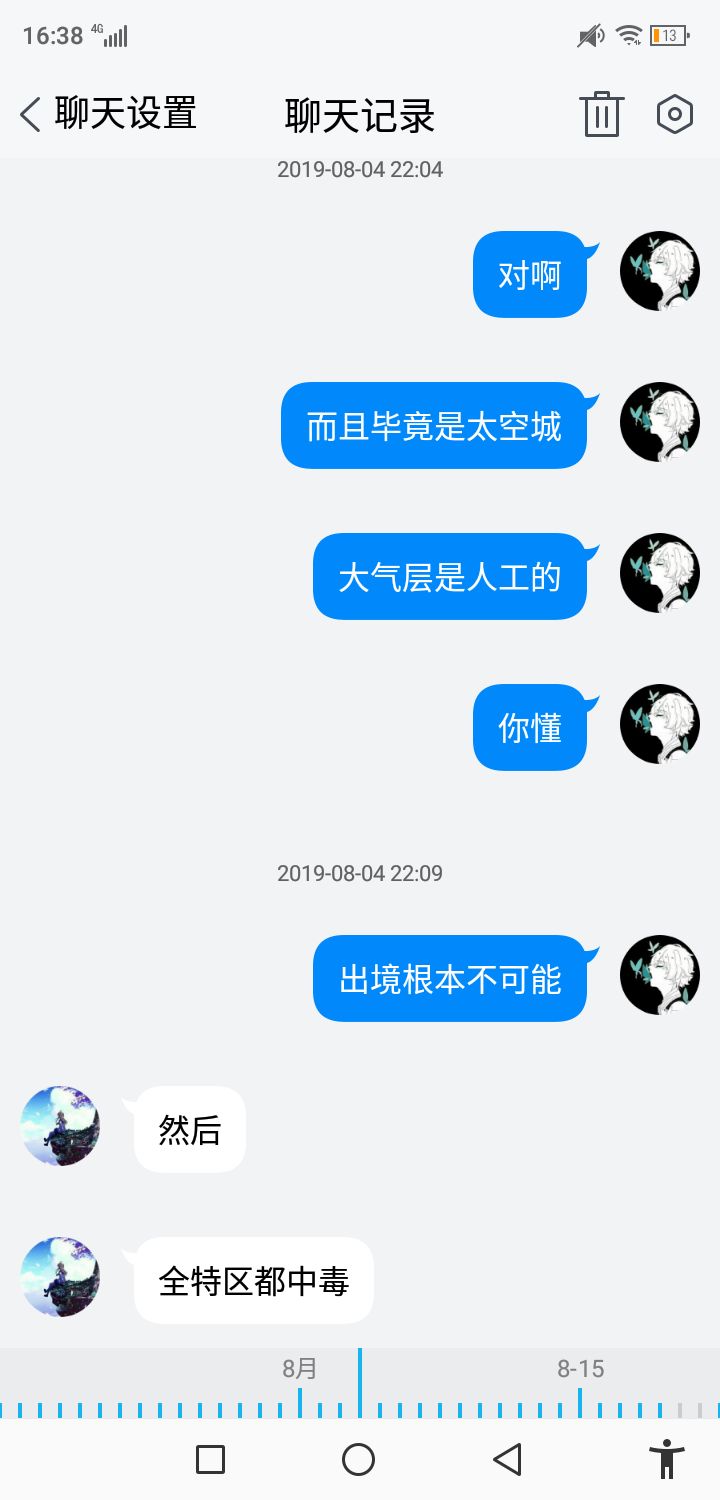 16:38 4G 13
聊天设置 聊天记录
2019-08-04 22:04
对啊
而且毕竟是太空城
大气层是人工的
你懂
2019-08-04 22:09
出境根本不可能
然后
全特区都中毒
8月 8-15